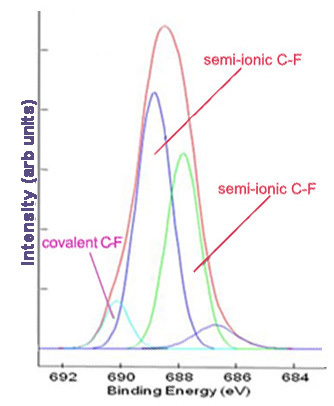 semi-ionic C-F
Intensity (arb units)
semi-ionic C-F
covalent C-F
692 690 688 686 684
Binding Energy (eV)